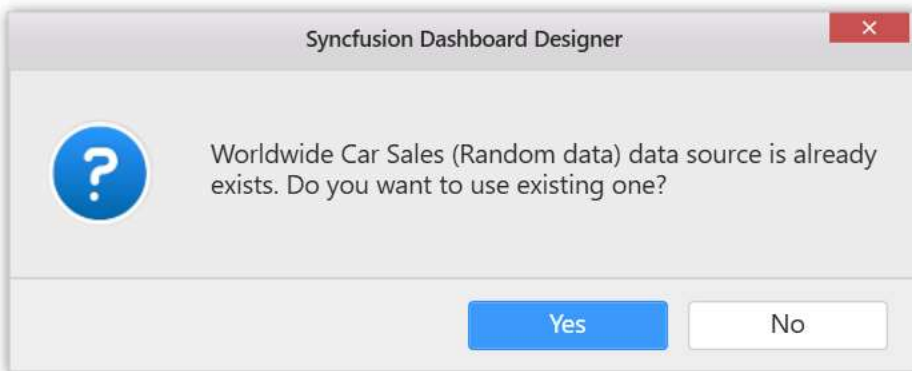 Syncfusion Dashboard Designer
Worldwide Car Sales (Random data) data source is already
exists. Do you want to use existing one?
Yes
No